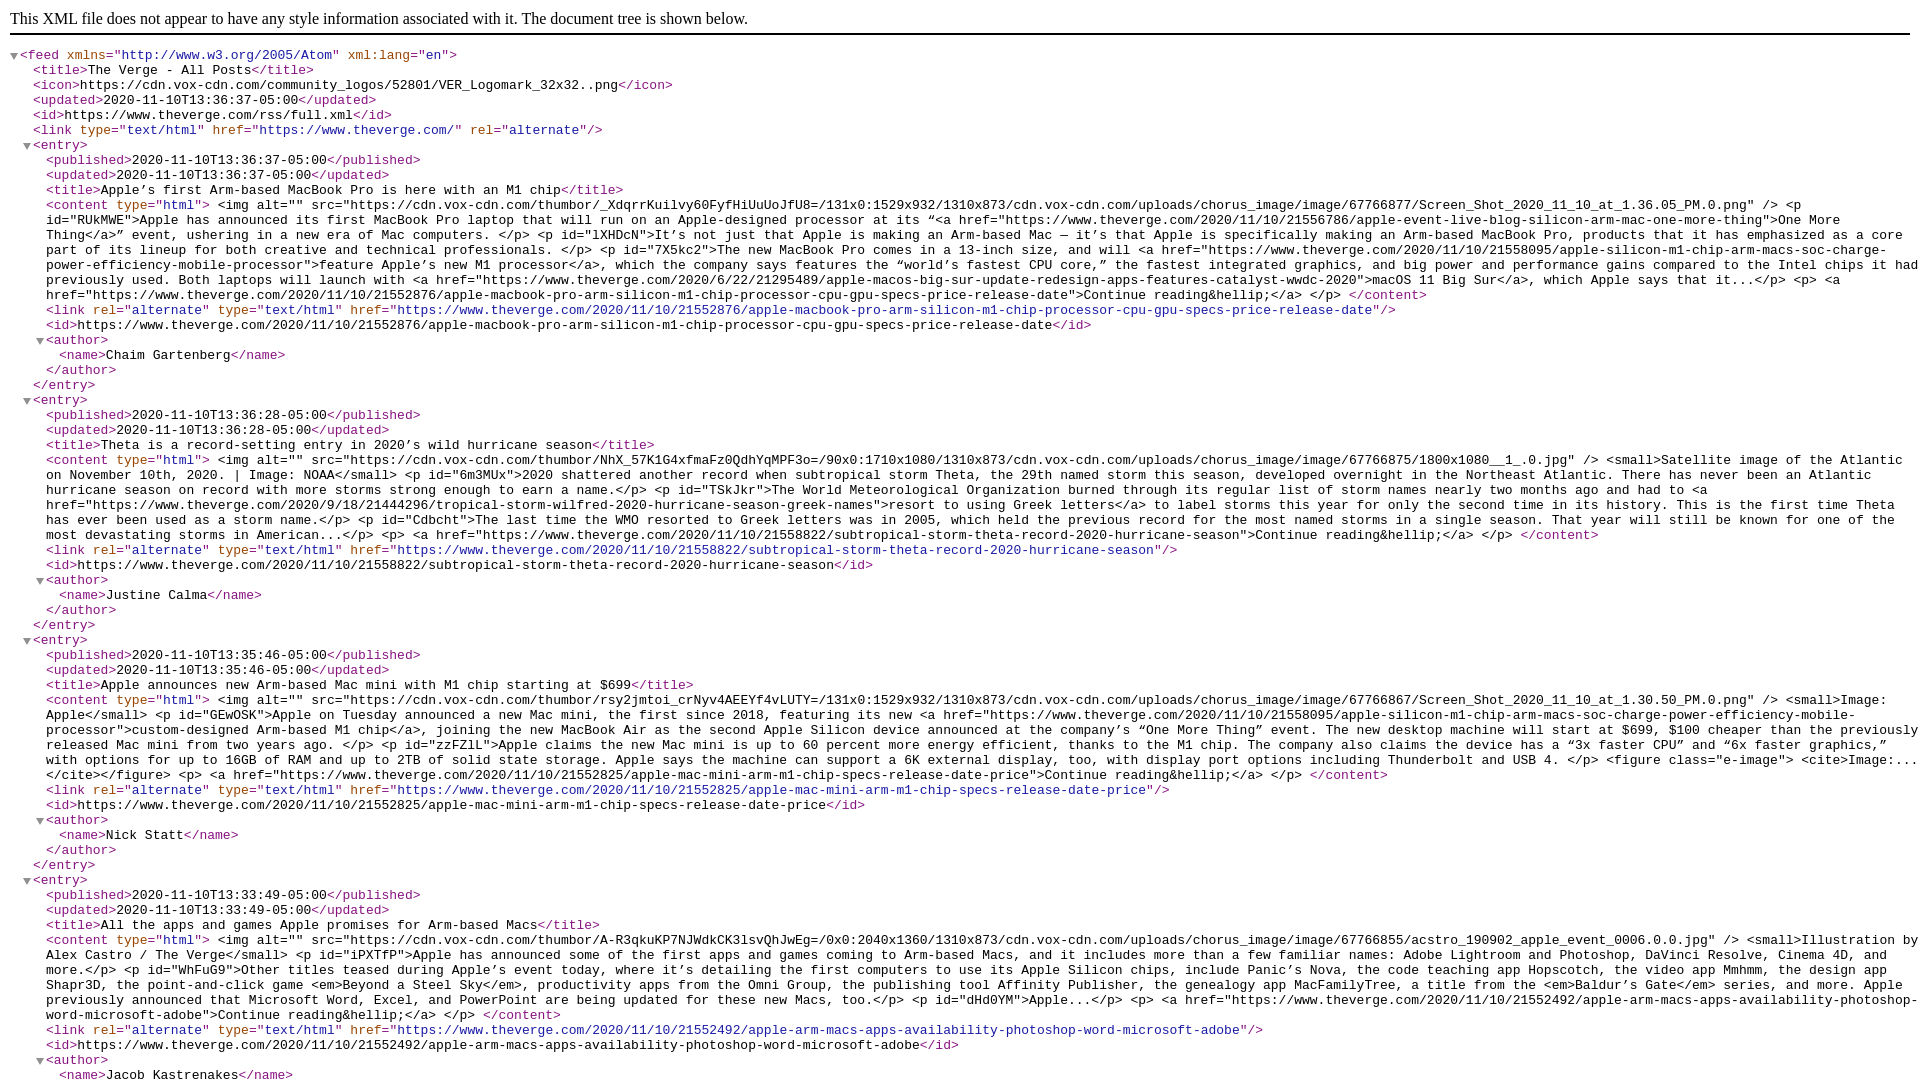 This XML file does not appear to have any style information associated with it. The document tree is shown below.
<feed xmlns="http://www.w3.org/2005/Atom" xml:lang="en">
<title>The Verge - All Posts</title>
<icon>https://cdn.vox-cdn.com/community_logos/52801/VER_Logomark_32x32..png</icon>
<updated>2020-11-10T13:36:37-05:00</updated>
<id>https://www.theverge.com/rss/full.xml</id>
<link type="text/html" href="https://www.theverge.com/" rel="alternate"/>
<entry>
<published>2020-11-10T13:36:37-05:00</published>
<updated>2020-11-10T13:36:37-05:00</updated>
<title>Apple’s first Arm-based MacBook Pro is here with an M1 chip</title>
<content type="html"> <img alt="" src="https://cdn.vox-cdn.com/thumbor/_XdqrrKuilvy60FyfHiUuUoJfU8=/131x0:1529x932/1310x873/cdn.vox-cdn.com/uploads/chorus_image/image/67766877/Screen_Shot_2020_11_10_at_1.36.05_PM.0.png" /> <p
id="RUkMWE">Apple has announced its first MacBook Pro laptop that will run on an Apple-designed processor at its “<a href="https://www.theverge.com/2020/11/10/21556786/apple-event-live-blog-silicon-arm-mac-one-more-thing">One More
Thing</a>” event, ushering in a new era of Mac computers. </p> <p id="lXHDcN">It’s not just that Apple is making an Arm-based Mac — it’s that Apple is specifically making an Arm-based MacBook Pro, products that it has emphasized as a core
part of its lineup for both creative and technical professionals. </p> <p id="7X5kc2">The new MacBook Pro comes in a 13-inch size, and will <a href="https://www.theverge.com/2020/11/10/21558095/apple-silicon-m1-chip-arm-macs-soc-charge-
power-efficiency-mobile-processor">feature Apple’s new M1 processor</a>, which the company says features the “world’s fastest CPU core,” the fastest integrated graphics, and big power and performance gains compared to the Intel chips it had
previously used. Both laptops will launch with <a href="https://www.theverge.com/2020/6/22/21295489/apple-macos-big-sur-update-redesign-apps-features-catalyst-wwdc-2020">macOS 11 Big Sur</a>, which Apple says that it...</p> <p> <a
href="https://www.theverge.com/2020/11/10/21552876/apple-macbook-pro-arm-silicon-m1-chip-processor-cpu-gpu-specs-price-release-date">Continue reading&hellip;</a> </p> </content>
<link rel="alternate" type="text/html" href="https://www.theverge.com/2020/11/10/21552876/apple-macbook-pro-arm-silicon-m1-chip-processor-cpu-gpu-specs-price-release-date"/>
<id>https://www.theverge.com/2020/11/10/21552876/apple-macbook-pro-arm-silicon-m1-chip-processor-cpu-gpu-specs-price-release-date</id>
<author>
<name>Chaim Gartenberg</name>
</author>
</entry>
<entry>
<published>2020-11-10T13:36:28-05:00</published>
<updated>2020-11-10T13:36:28-05:00</updated>
<title>Theta is a record-setting entry in 2020’s wild hurricane season</title>
<content type="html"> <img alt="" src="https://cdn.vox-cdn.com/thumbor/NhX_57K1G4xfmaFz0QdhYqMPF3o=/90x0:1710x1080/1310x873/cdn.vox-cdn.com/uploads/chorus_image/image/67766875/1800x1080__1_.0.jpg" /> <small>Satellite image of the Atlantic
on November 10th, 2020. | Image: NOAA</small> <p id="6m3MUx">2020 shattered another record when subtropical storm Theta, the 29th named storm this season, developed overnight in the Northeast Atlantic. There has never been an Atlantic
hurricane season on record with more storms strong enough to earn a name.</p> <p id="TSkJkr">The World Meteorological Organization burned through its regular list of storm names nearly two months ago and had to <a
href="https://www.theverge.com/2020/9/18/21444296/tropical-storm-wilfred-2020-hurricane-season-greek-names">resort to using Greek letters</a> to label storms this year for only the second time in its history. This is the first time Theta
has ever been used as a storm name.</p> <p id="Cdbcht">The last time the WMO resorted to Greek letters was in 2005, which held the previous record for the most named storms in a single season. That year will still be known for one of the
most devastating storms in American...</p> <p> <a href="https://www.theverge.com/2020/11/10/21558822/subtropical-storm-theta-record-2020-hurricane-season">Continue reading&hellip;</a> </p> </content>
<link rel="alternate" type="text/html" href="https://www.theverge.com/2020/11/10/21558822/subtropical-storm-theta-record-2020-hurricane-season"/>
<id>https://www.theverge.com/2020/11/10/21558822/subtropical-storm-theta-record-2020-hurricane-season</id>
<author>
<name>Justine Calma</name>
</author>
</entry>
<entry>
<published>2020-11-10T13:35:46-05:00</published>
<updated>2020-11-10T13:35:46-05:00</updated>
<title>Apple announces new Arm-based Mac mini with M1 chip starting at $699</title>
<content type="html"> <img alt="" src="https://cdn.vox-cdn.com/thumbor/rsy2jmtoi_crNyv4AEEYf4vLUTY=/131x0:1529x932/1310x873/cdn.vox-cdn.com/uploads/chorus_image/image/67766867/Screen_Shot_2020_11_10_at_1.30.50_PM.0.png" /> <small>Image:
Apple</small> <p id="GEwOSK">Apple on Tuesday announced a new Mac mini, the first since 2018, featuring its new <a href="https://www.theverge.com/2020/11/10/21558095/apple-silicon-m1-chip-arm-macs-soc-charge-power-efficiency-mobile-
processor">custom-designed Arm-based M1 chip</a>, joining the new MacBook Air as the second Apple Silicon device announced at the company’s “One More Thing” event. The new desktop machine will start at $699, $100 cheaper than the previously
released Mac mini from two years ago. </p> <p id="zzFZlL">Apple claims the new Mac mini is up to 60 percent more energy efficient, thanks to the M1 chip. The company also claims the device has a “3x faster CPU” and “6x faster graphics,”
with options for up to 16GB of RAM and up to 2TB of solid state storage. Apple says the machine can support a 6K external display, too, with display port options including Thunderbolt and USB 4. </p> <figure class="e-image"> <cite>Image:...
</cite></figure> <p> <a href="https://www.theverge.com/2020/11/10/21552825/apple-mac-mini-arm-m1-chip-specs-release-date-price">Continue reading&hellip;</a> </p> </content>
<link rel="alternate" type="text/html" href="https://www.theverge.com/2020/11/10/21552825/apple-mac-mini-arm-m1-chip-specs-release-date-price"/>
<id>https://www.theverge.com/2020/11/10/21552825/apple-mac-mini-arm-m1-chip-specs-release-date-price</id>
<author>
<name>Nick Statt</name>
</author>
</entry>
<entry>
<published>2020-11-10T13:33:49-05:00</published>
<updated>2020-11-10T13:33:49-05:00</updated>
<title>All the apps and games Apple promises for Arm-based Macs</title>
<content type="html"> <img alt="" src="https://cdn.vox-cdn.com/thumbor/A-R3qkuKP7NJWdkCK3lsvQhJwEg=/0x0:2040x1360/1310x873/cdn.vox-cdn.com/uploads/chorus_image/image/67766855/acstro_190902_apple_event_0006.0.0.jpg" /> <small>Illustration by
Alex Castro / The Verge</small> <p id="iPXTfP">Apple has announced some of the first apps and games coming to Arm-based Macs, and it includes more than a few familiar names: Adobe Lightroom and Photoshop, DaVinci Resolve, Cinema 4D, and
more.</p> <p id="WhFuG9">Other titles teased during Apple’s event today, where it’s detailing the first computers to use its Apple Silicon chips, include Panic’s Nova, the code teaching app Hopscotch, the video app Mmhmm, the design app
Shapr3D, the point-and-click game <em>Beyond a Steel Sky</em>, productivity apps from the Omni Group, the publishing tool Affinity Publisher, the genealogy app MacFamilyTree, a title from the <em>Baldur’s Gate</em> series, and more. Apple
previously announced that Microsoft Word, Excel, and PowerPoint are being updated for these new Macs, too.</p> <p id="dHd0YM">Apple...</p> <p> <a href="https://www.theverge.com/2020/11/10/21552492/apple-arm-macs-apps-availability-photoshop-
word-microsoft-adobe">Continue reading&hellip;</a> </p> </content>
<link rel="alternate" type="text/html" href="https://www.theverge.com/2020/11/10/21552492/apple-arm-macs-apps-availability-photoshop-word-microsoft-adobe"/>
<id>https://www.theverge.com/2020/11/10/21552492/apple-arm-macs-apps-availability-photoshop-word-microsoft-adobe</id>
<author>
<name>Jacob Kastrenakes</name>